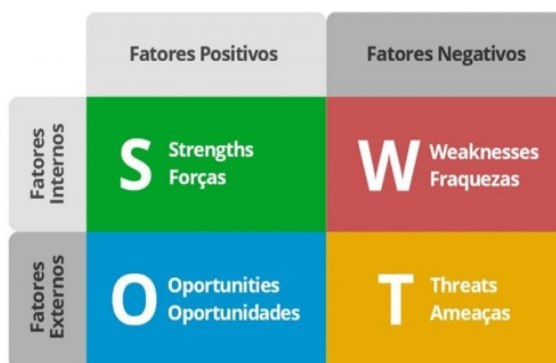 Fatores Positivos
Fatores Negativos
Fatores
Internos
S
Strengths
Forças
W
Weaknesses
Fraquezas
Fatores
Externos
O
Oportunities
Oportunidades
T
Threats
Ameaças